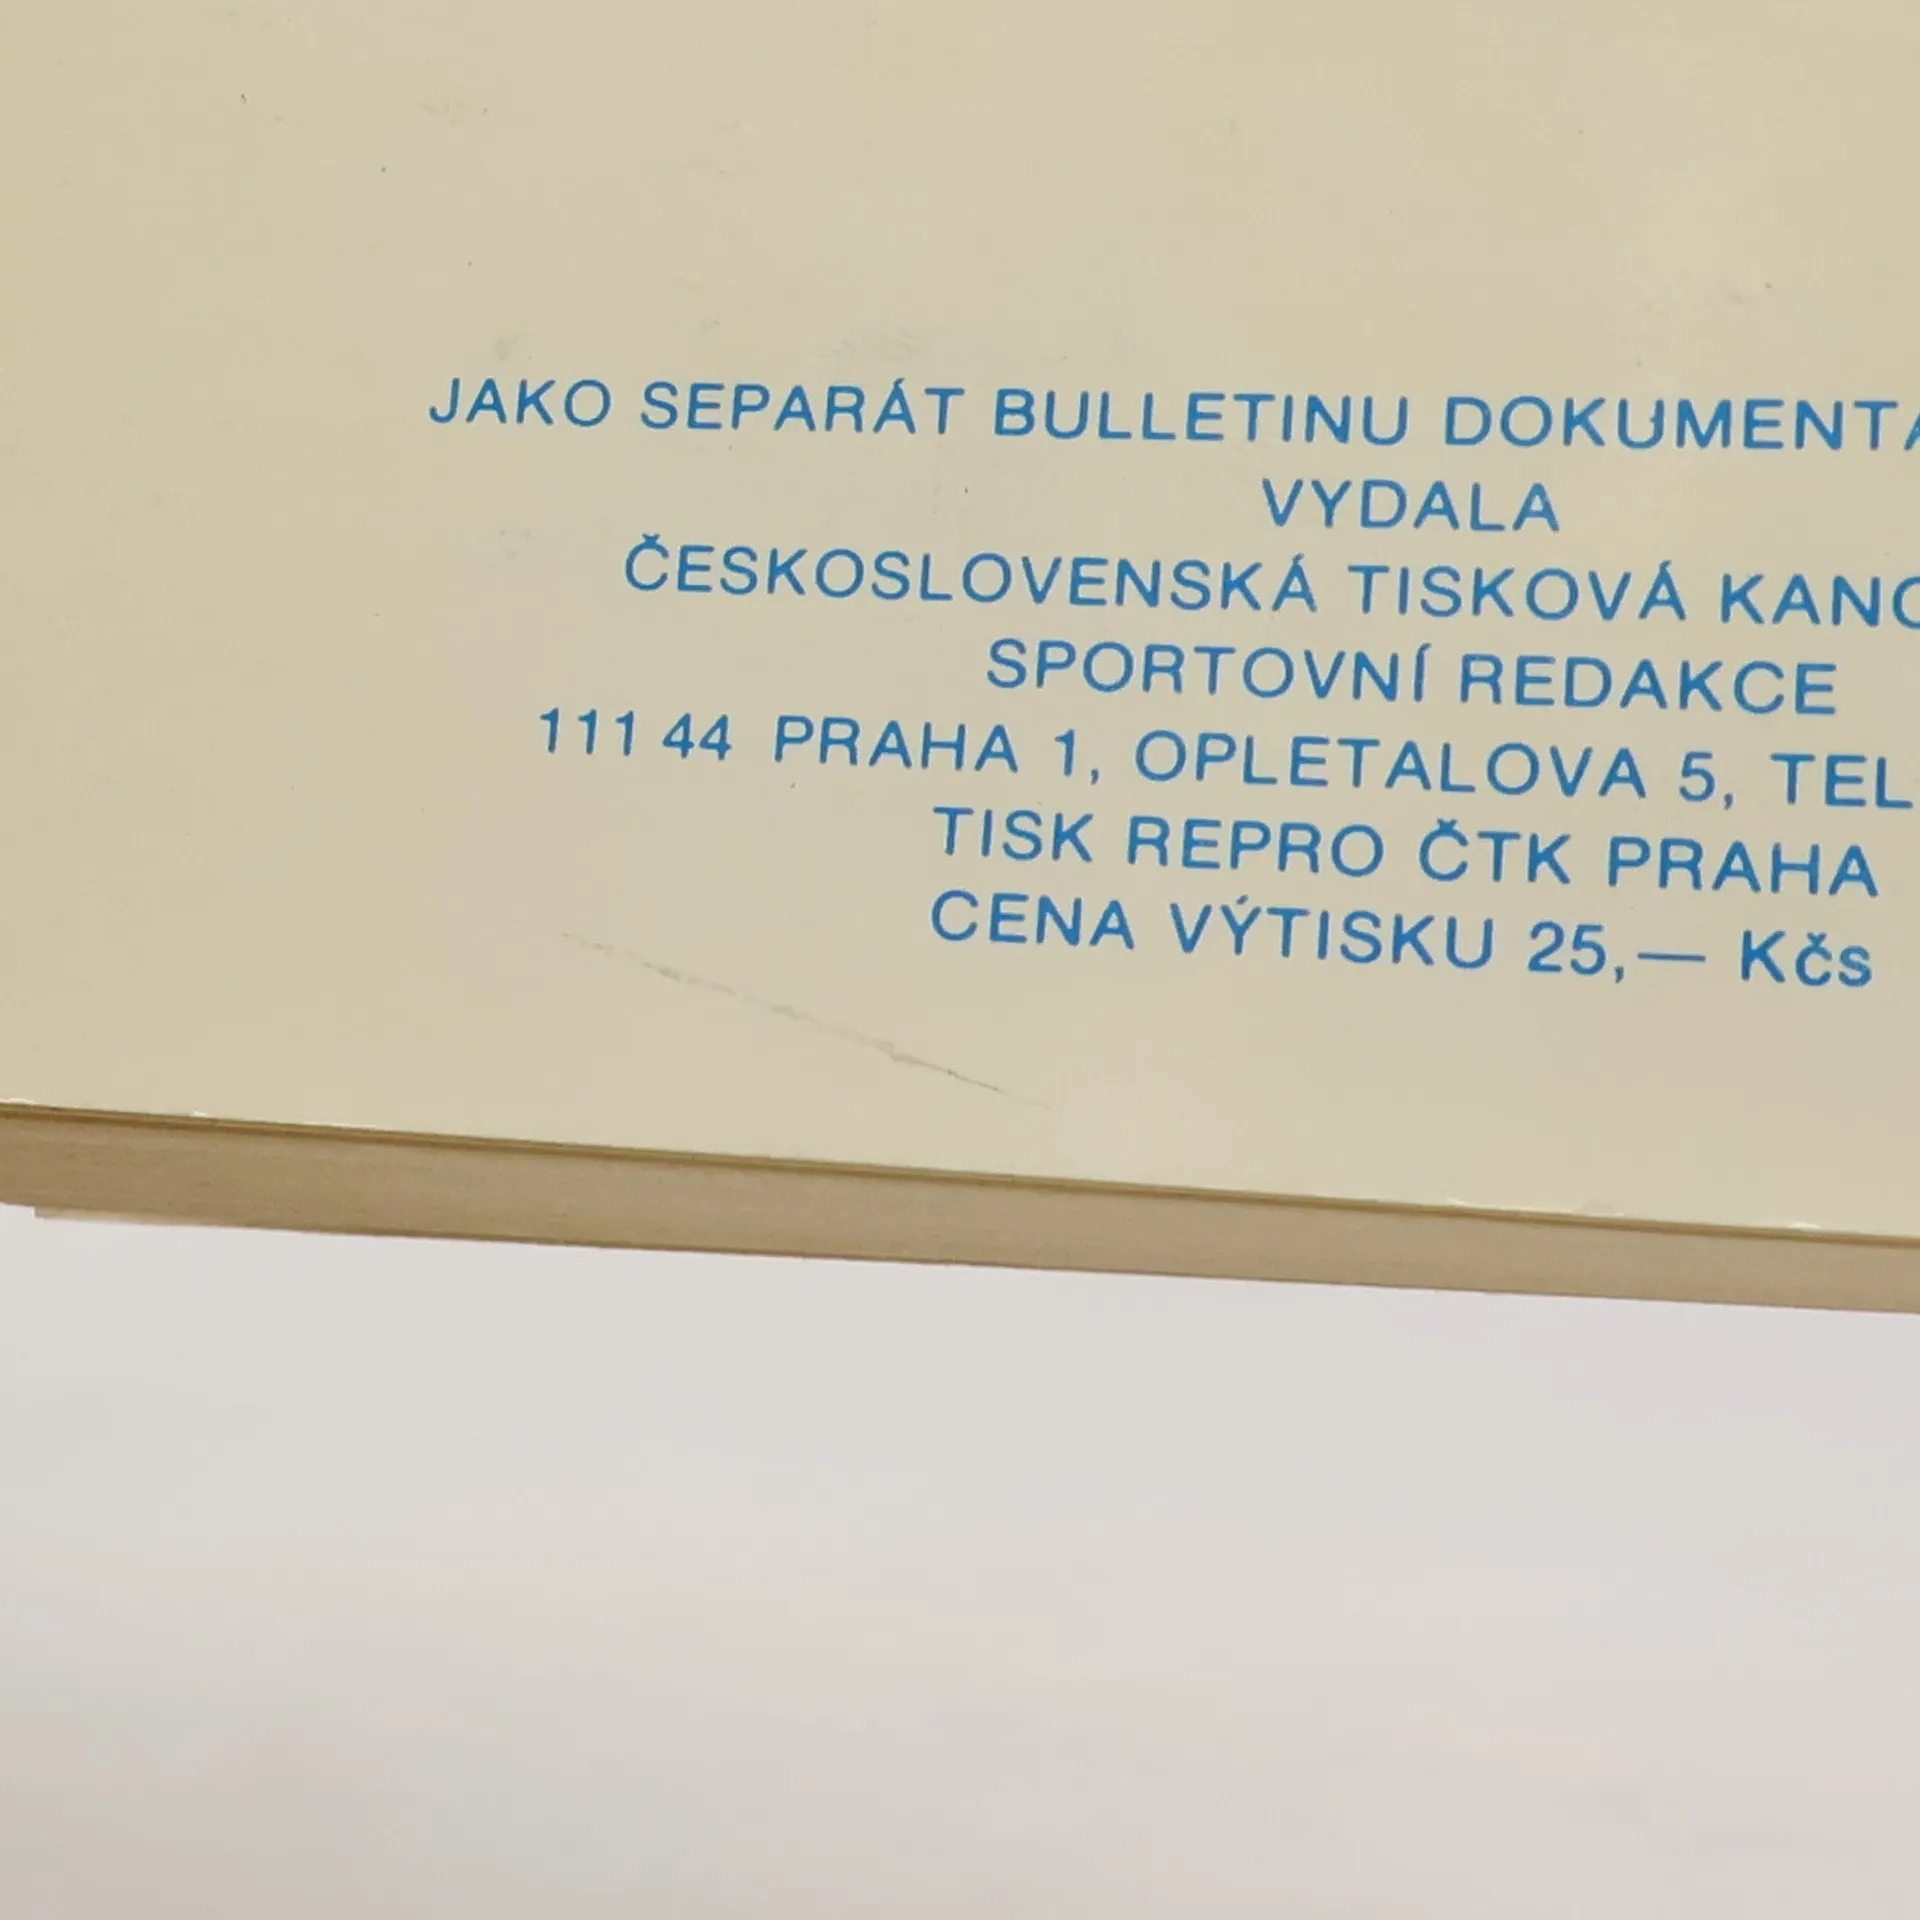 JAKO SEPARÁT BULLETINU DOKUMENTA
VYDALA
ČESKOSLOVENSKÁ TISKOVÁ KANC
SPORTOVNÍ REDAKCE
111 44 PRAHA 1, OPLETALOVA 5, TEL
TISK REPRO ČTK PRAHA
CENA VÝTISKU 25,— Kčs